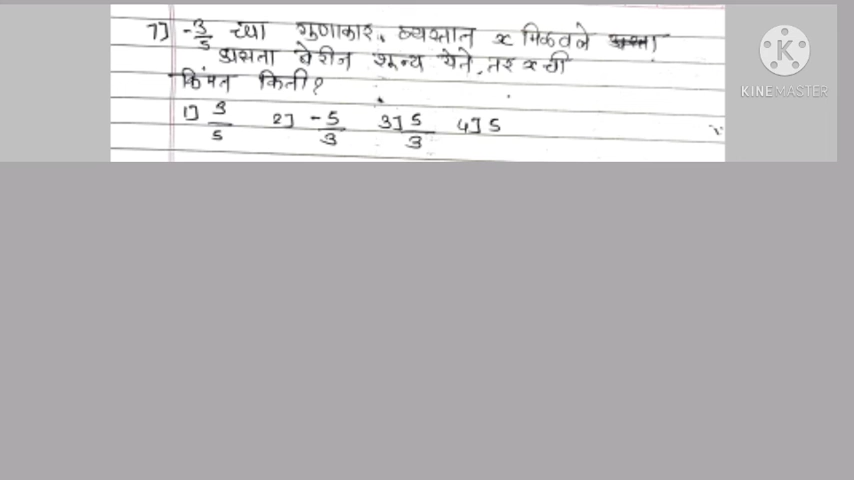 7] -3/5 च्या गुणाकार व्यस्तात x मिळवले
असता बेरीज शून्य येते. तर x ची
किंमत किती?
1] 3/5 2] -5/3 3] 5/3 4] 5
KINEMASTER